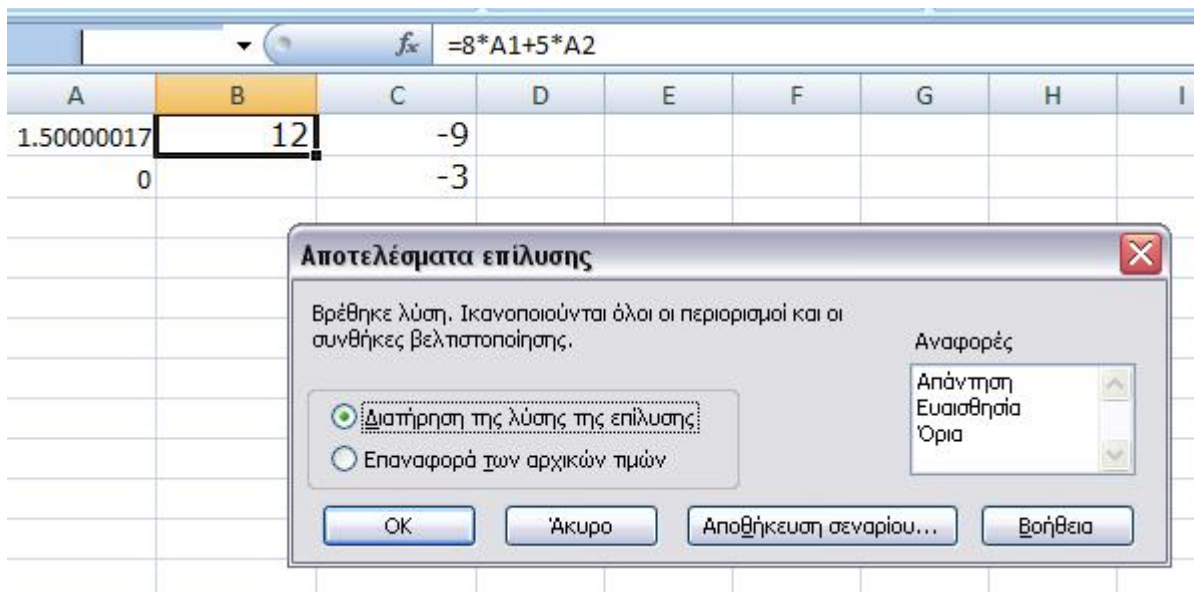 fx =8*A1+5*A2
A B C D E F G H I
1.50000017 12 -9
0 -3
Αποτελέσματα επίλυσης
Βρέθηκε λύση. Ικανοποιούνται όλοι οι περιορισμοί και οι
συνθήκες βελτιστοποίησης.
Αναφορές
Απάντηση
Ευαισθησία
Όρια
Διατήρηση της λύσης της επίλυσης
Επαναφορά των αρχικών τιμών
OK Άκυρο Αποθήκευση σεναρίου... Βοήθεια